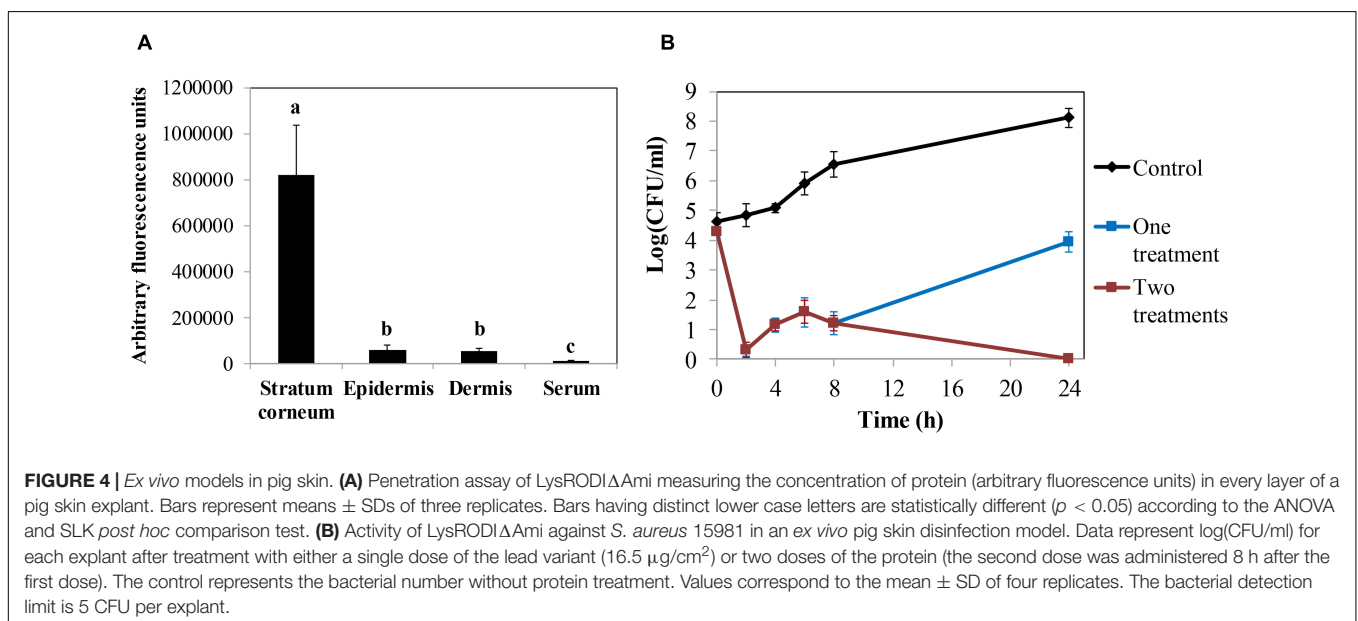 A
B
Arbitrary fluorescence units
1200000
1000000
800000
600000
400000
200000
0
a
b
b
c
Stratum
corneum
Epidermis
Dermis
Serum
Log(CFU/ml)
9
8
7
6
5
4
3
2
1
0
0
4
8
12
16
20
24
Time (h)
Control
One
treatment
Two
treatments
FIGURE 4 | Ex vivo models in pig skin. (A) Penetration assay of LysRODIΔAmi measuring the concentration of protein (arbitrary fluorescence units) in every layer of a
pig skin explant. Bars represent means ± SDs of three replicates. Bars having distinct lower case letters are statistically different (p < 0.05) according to the ANOVA
and SLK post hoc comparison test. (B) Activity of LysRODIΔAmi against S. aureus 15981 in an ex vivo pig skin disinfection model. Data represent log(CFU/ml) for
each explant after treatment with either a single dose of the lead variant (16.5 μg/cm²) or two doses of the protein (the second dose was administered 8 h after the
first dose). The control represents the bacterial number without protein treatment. Values correspond to the mean ± SD of four replicates. The bacterial detection
limit is 5 CFU per explant.